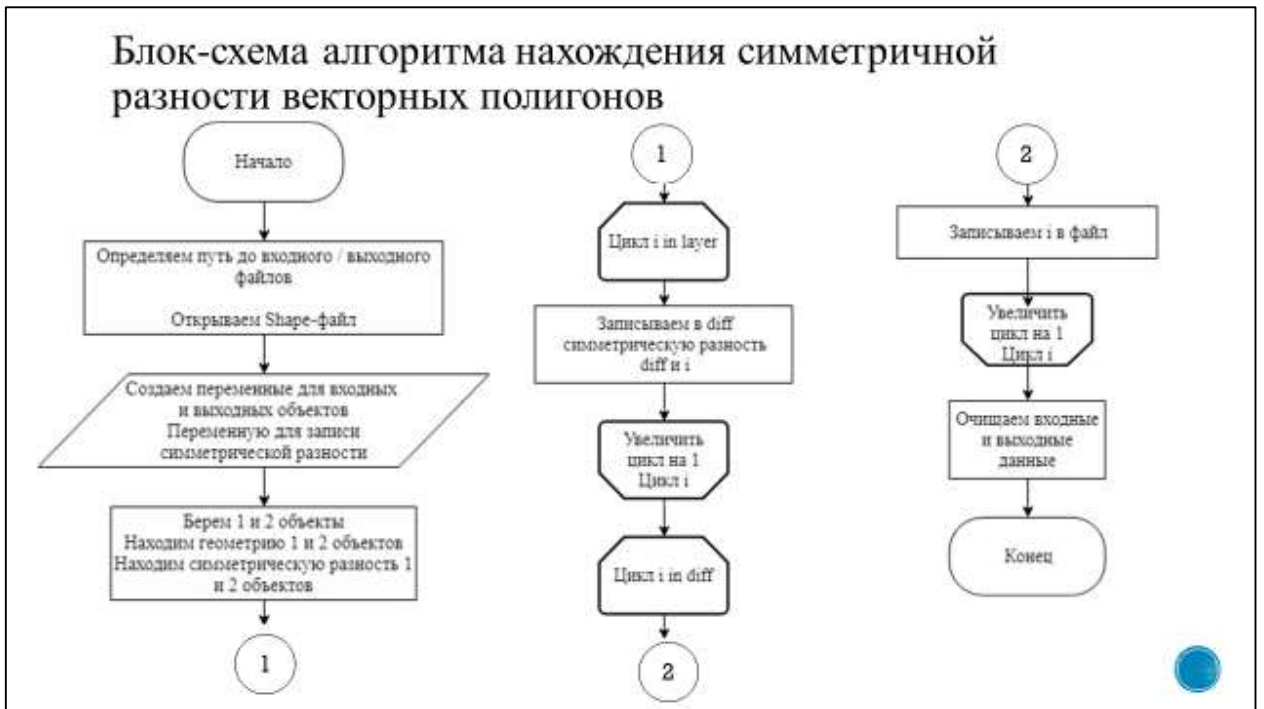 Блок-схема алгоритма нахождения симметричной
разности векторных полигонов
Начало
Определяем путь до входного / выходного
файлов
Открываем Shape-файл
Создаем переменные для входных
и выходных объектов
Переменную для записи
симметрической разности
Берем 1 и 2 объекты
Находим геометрию 1 и 2 объектов
Находим симметрическую разность 1
и 2 объектов
1
1
Цикл i in layer
Записываем в diff
симметрическую разность
diff и i
Увеличить
цикл на 1
Цикл i
Цикл i in diff
2
2
Записываем i в файл
Увеличить
цикл на 1
Цикл i
Очищаем входные
и выходные
данные
Конец